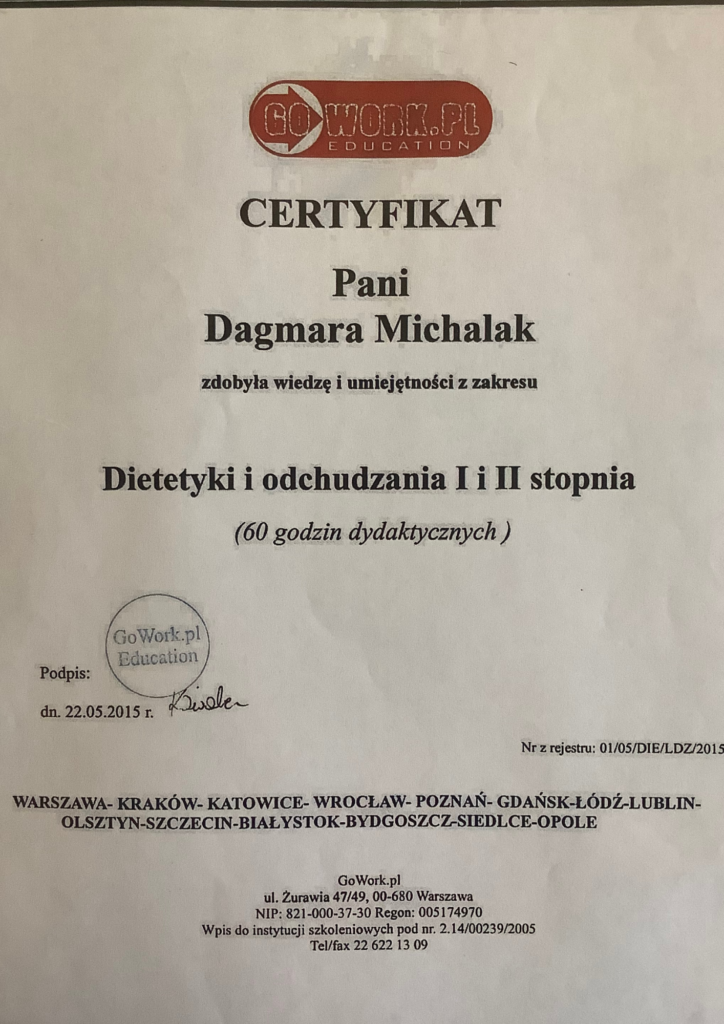 GOWORK.PL
EDUCATION
CERTYFIKAT
Pani
Dagmara Michalak
zdobyła wiedzę i umiejętności z zakresu
Dietetyki i odchudzania I i II stopnia
(60 godzin dydaktycznych )
GoWork.pl
Education
Podpis:
dn. 22.05.2015 r.
Nr z rejestru: 01/05/DIE/LDZ/2015
WARSZAWA- KRAKÓW- KATOWICE- WROCŁAW- POZNAŃ- GDAŃSK-ŁÓDŹ-LUBLIN-
OLSZTYN-SZCZECIN-BIAŁYSTOK-BYDGOSZCZ-SIEDLCE-OPOLE
GoWork.pl
ul. Żurawia 47/49, 00-680 Warszawa
NIP: 821-000-37-30 Regon: 005174970
Wpis do instytucji szkoleniowych pod nr. 2.14/00239/2005
Tel/fax 22 622 13 09